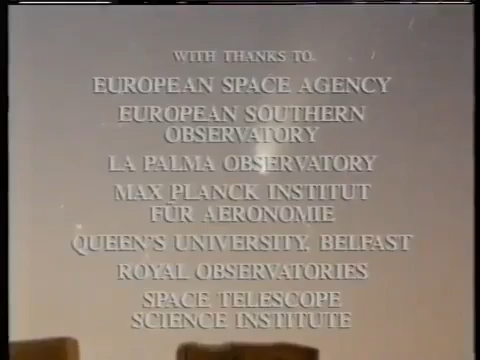 WITH THANKS TO
EUROPEAN SPACE AGENCY
EUROPEAN SOUTHERN
OBSERVATORY
LA PALMA OBSERVATORY
MAX PLANCK INSTITUT
FÜR AERONOMIE
QUEEN'S UNIVERSITY, BELFAST
ROYAL OBSERVATORIES
SPACE TELESCOPE
SCIENCE INSTITUTE